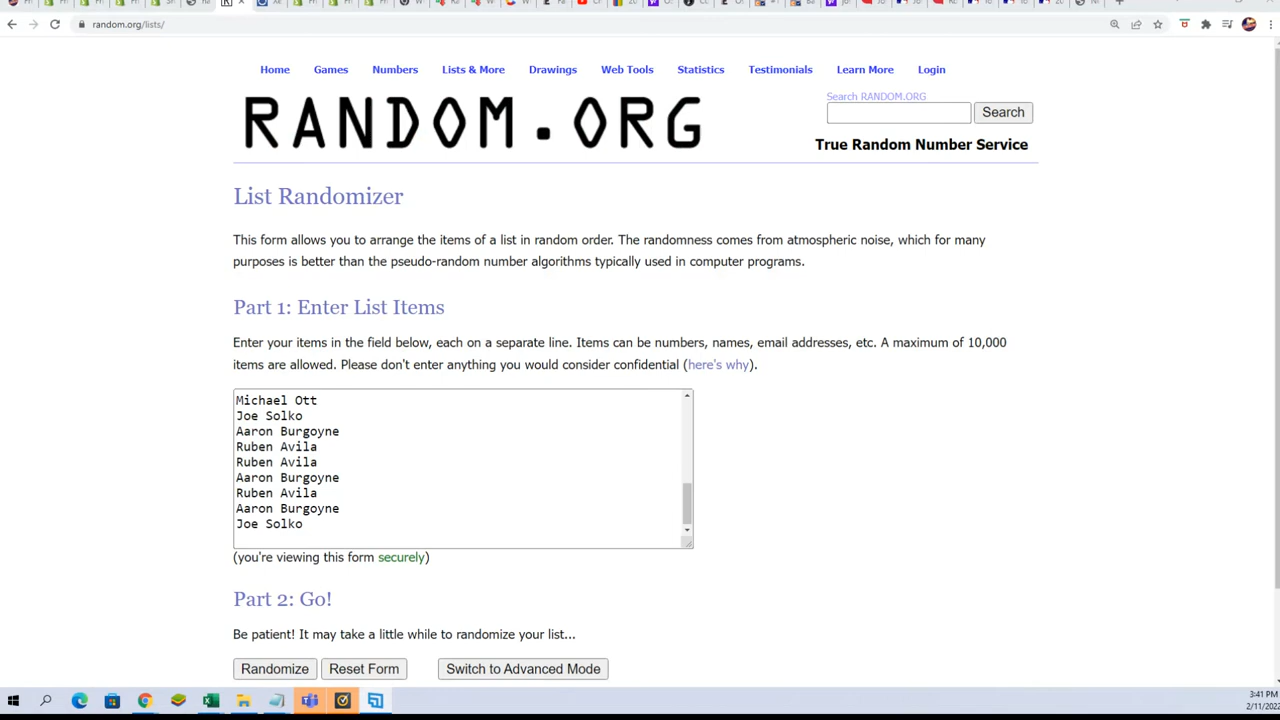 random.org/lists/
Home Games Numbers Lists & More Drawings Web Tools Statistics Testimonials Learn More Login
RANDOM.ORG
Search RANDOM.ORG
Search
True Random Number Service
List Randomizer
This form allows you to arrange the items of a list in random order. The randomness comes from atmospheric noise, which for many
purposes is better than the pseudo-random number algorithms typically used in computer programs.
Part 1: Enter List Items
Enter your items in the field below, each on a separate line. Items can be numbers, names, email addresses, etc. A maximum of 10,000
items are allowed. Please don't enter anything you would consider confidential (here's why).
Michael Ott
Joe Solko
Aaron Burgoyne
Ruben Avila
Ruben Avila
Aaron Burgoyne
Ruben Avila
Aaron Burgoyne
Joe Solko
(you're viewing this form securely)
Part 2: Go!
Be patient! It may take a little while to randomize your list...
Randomize Reset Form Switch to Advanced Mode
3:41 PM